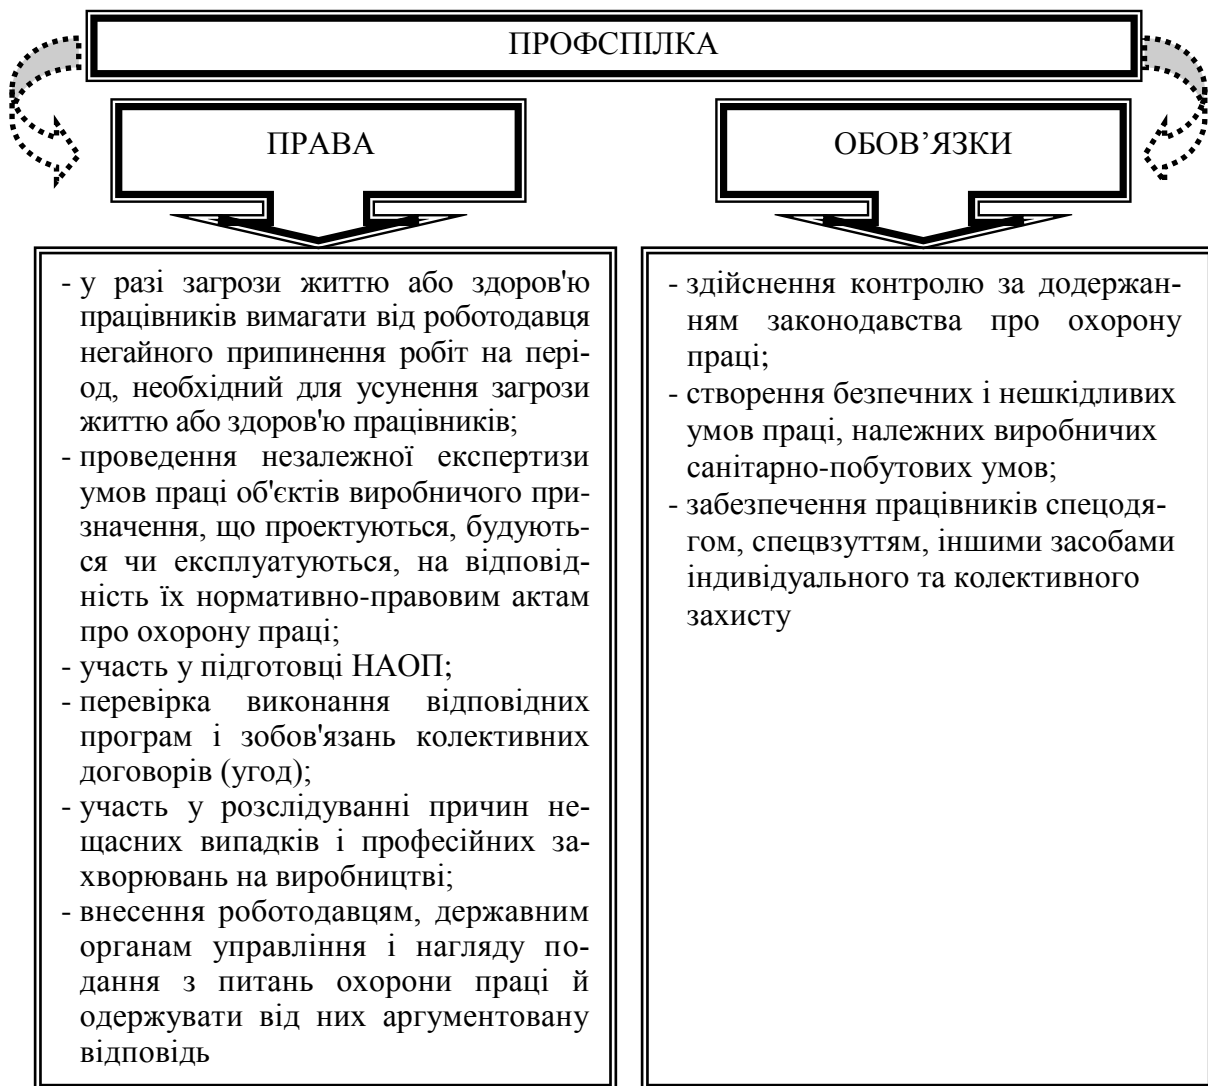 ПРОФСПІЛКА
ПРАВА
- у разі загрози життю або здоров'ю
працівників вимагати від роботодавця
негайного припинення робіт на пері-
од, необхідний для усунення загрози
життю або здоров'ю працівників;
- проведення незалежної експертизи
умов праці об'єктів виробничого при-
значення, що проектуються, будують-
ся чи експлуатуються, на відповід-
ність їх нормативно-правовим актам
про охорону праці;
- участь у підготовці НАОП;
- перевірка виконання відповідних
програм і зобов'язань колективних
договорів (угод);
- участь у розслідуванні причин не-
щасних випадків і професійних за-
хворювань на виробництві;
- внесення роботодавцям, державним
органам управління і нагляду по-
дання з питань охорони праці й
одержувати від них аргументовану
відповідь
ОБОВ’ЯЗКИ
- здійснення контролю за додержан-
ням законодавства про охорону
праці;
- створення безпечних і нешкідливих
умов праці, належних виробничих
санітарно-побутових умов;
- забезпечення працівників спецодя-
гом, спецвзуттям, іншими засобами
індивідуального та колективного
захисту